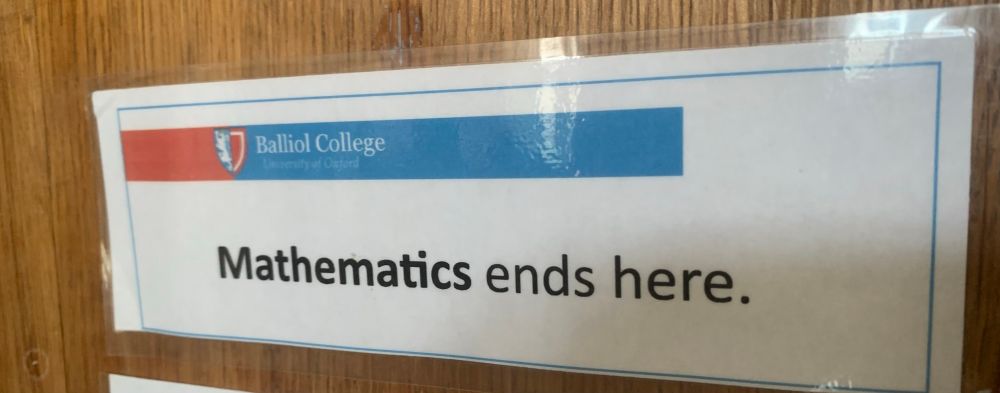 Balliol College
University of Oxford
Mathematics ends here.